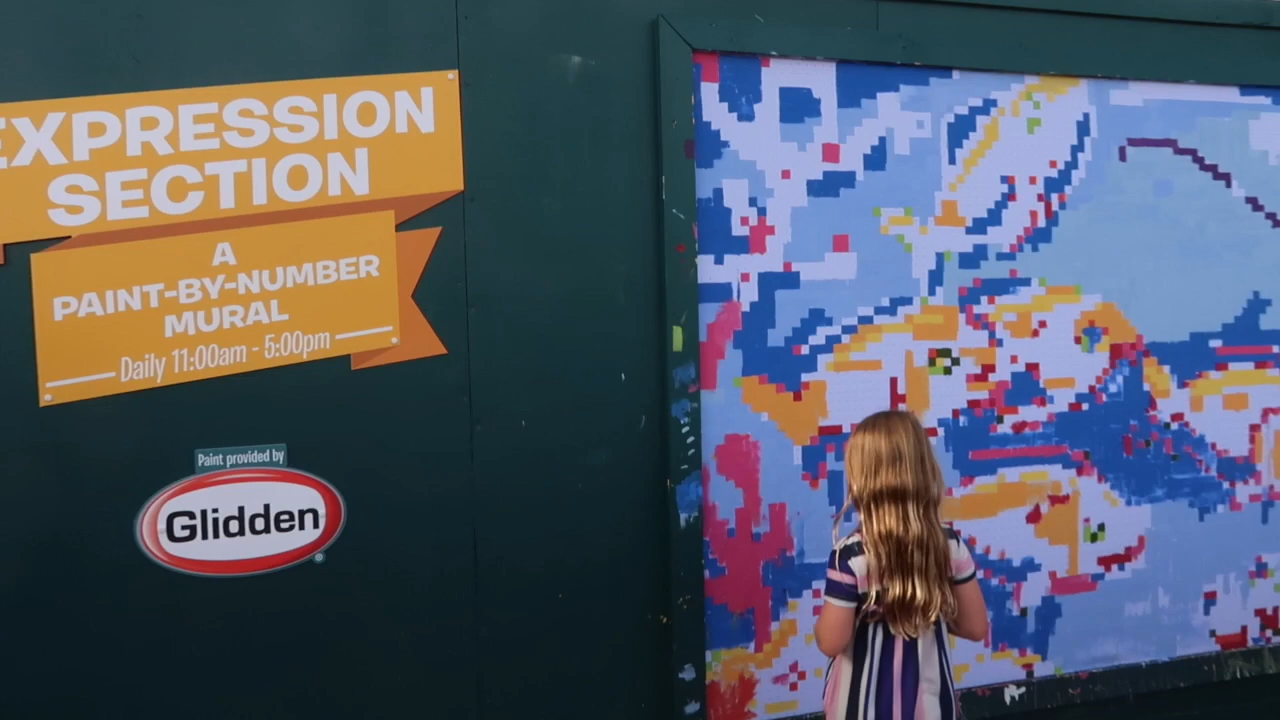 EXPRESSION
SECTION
A
PAINT-BY-NUMBER
MURAL
Daily 11:00am - 5:00pm
Paint provided by
Glidden